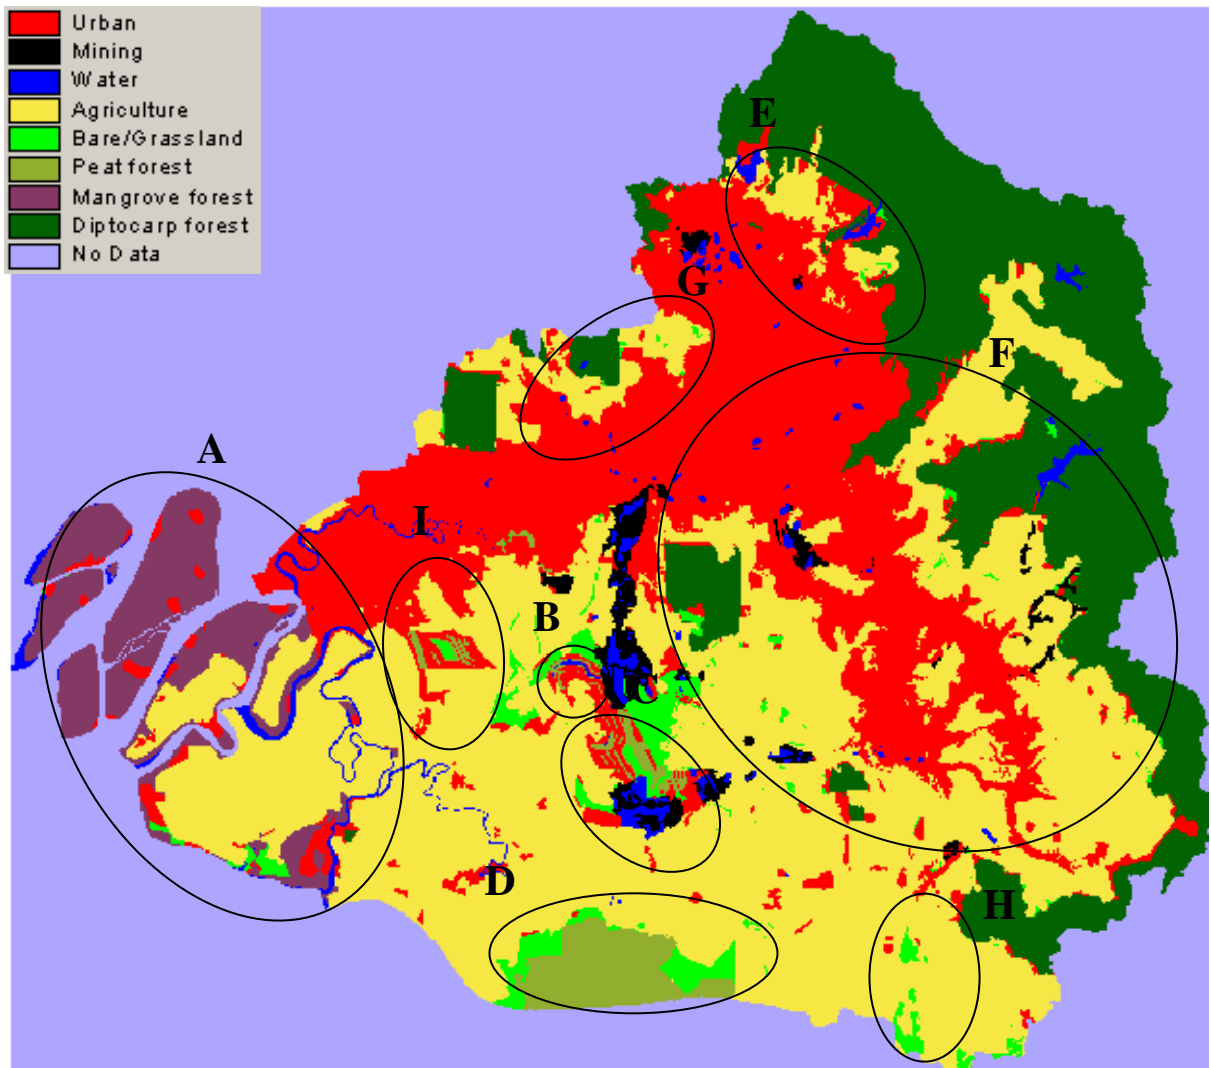 Urban
Mining
Water
Agriculture
Bare/Grassland
Peat forest
Mangrove forest
Diptocarp forest
No Data
E
G
F
A
I
B
C
D
H